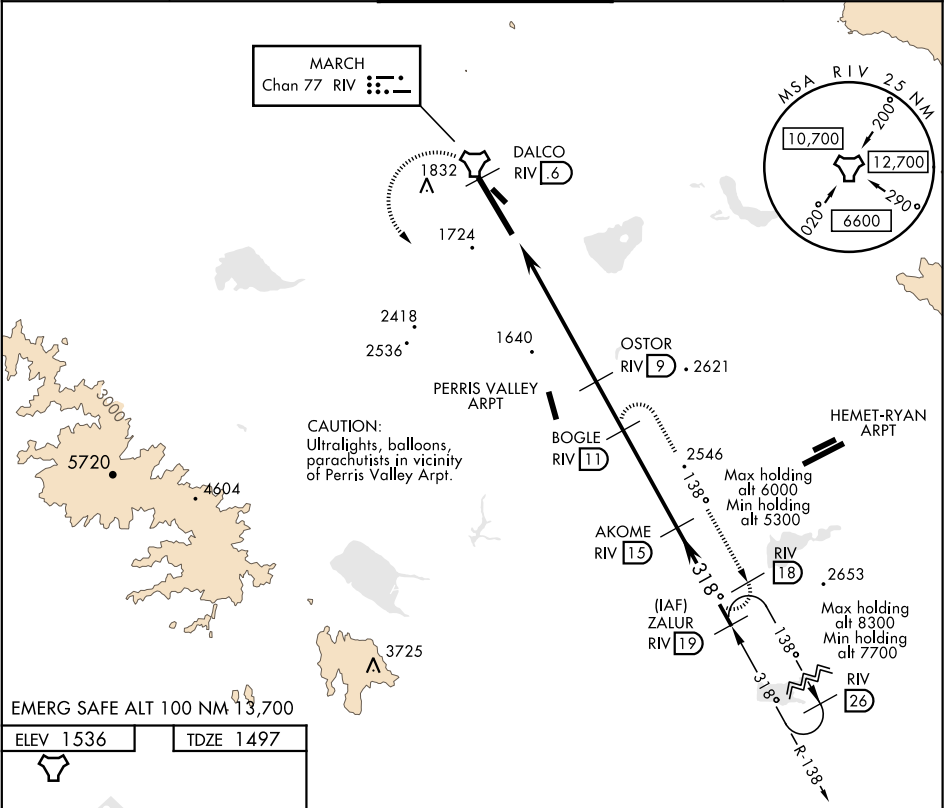 MARCH
Chan 77 RIV
MSA RIV 25 NM
200°
10,700
12,700
290°
020°
6600
DALCO
RIV .6
1832
1724
2418
2536
1640
OSTOR
RIV 9
2621
PERRIS VALLEY
ARPT
HEMET-RYAN
ARPT
3000
CAUTION:
Ultralights, balloons,
parachutists in vicinity
of Perris Valley Arpt.
BOGLE
RIV 11
2546
5720
4604
138°
Max holding
alt 6000
Min holding
alt 5300
AKOME
RIV 15
318°
RIV
18
2653
(IAF)
ZALUR
RIV 19
Max holding
alt 8300
Min holding
alt 7700
138°
318°
RIV
26
3725
R-138
EMERG SAFE ALT 100 NM 13,700
ELEV 1536
TDZE 1497